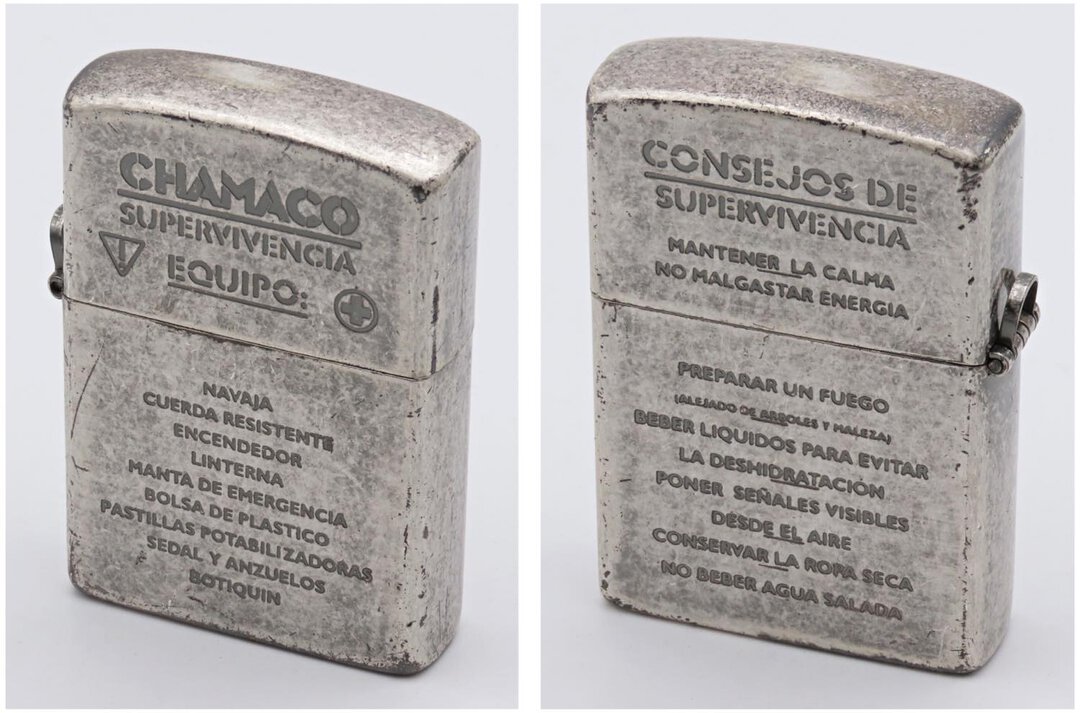 CHAMACO
SUPERVIVENCIA
EQUIPO:
NAVAJA
CUERDA RESISTENTE
ENCENDEDOR
LINTERNA
MANTA DE EMERGENCIA
BOLSA DE PLASTICO
PASTILLAS POTABILIZADORAS
SEDAL Y ANZUELOS
BOTIQUIN
CONSEJOS DE
SUPERVIVENCIA
MANTENER LA CALMA
NO MALGASTAR ENERGIA
PREPARAR UN FUEGO
(ALEJADO DE ARBOLES Y MALEZA)
BEBER LIQUIDOS PARA EVITAR
LA DESHIDRATACIÓN
PONER SEÑALES VISIBLES
DESDE EL AIRE
CONSERVAR LA ROPA SECA
NO BEBER AGUA SALADA